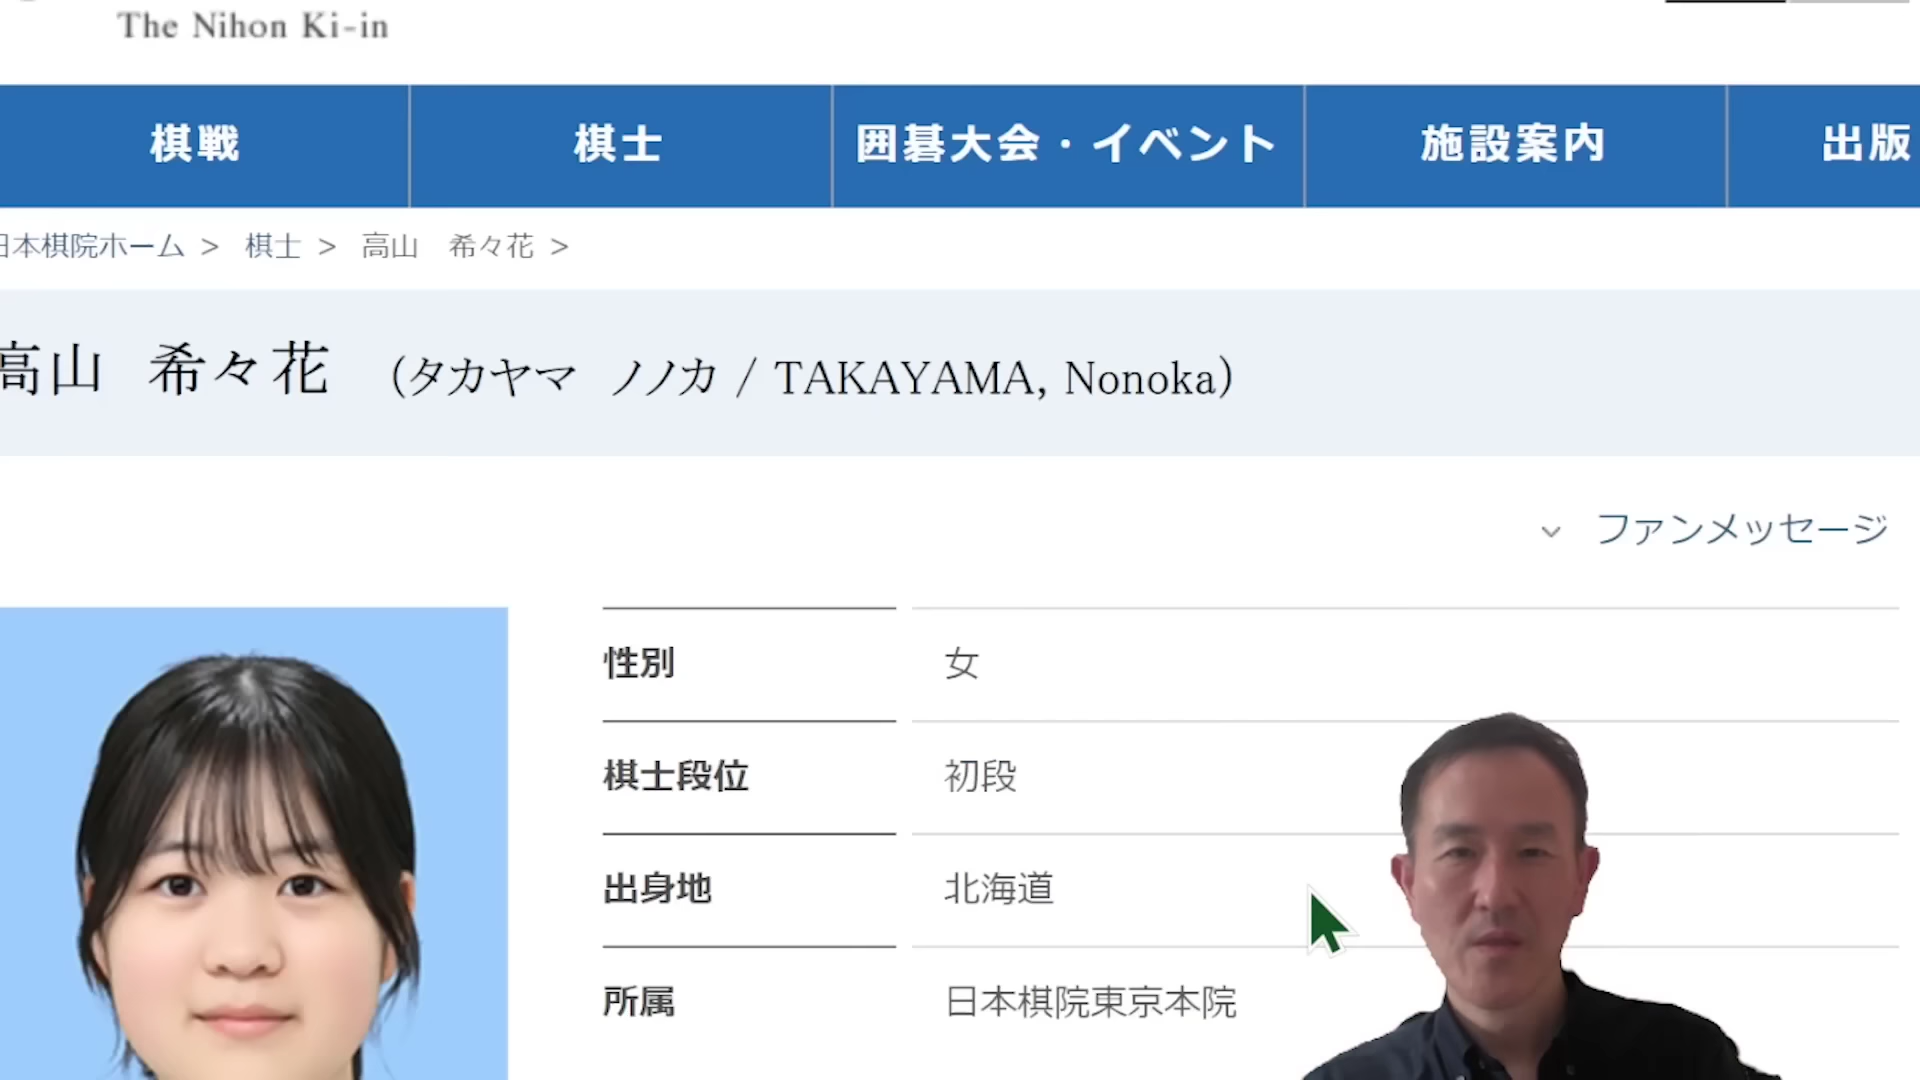 The Nihon Ki-in
棋戦 棋士 囲碁大会・イベント 施設案内 出版
日本棋院ホーム > 棋士 > 高山 希々花 >
高山 希々花 (タカヤマ ノノカ / TAKAYAMA, Nonoka)
ファンメッセージ
性別 女
棋士段位 初段
出身地 北海道
所属 日本棋院東京本院